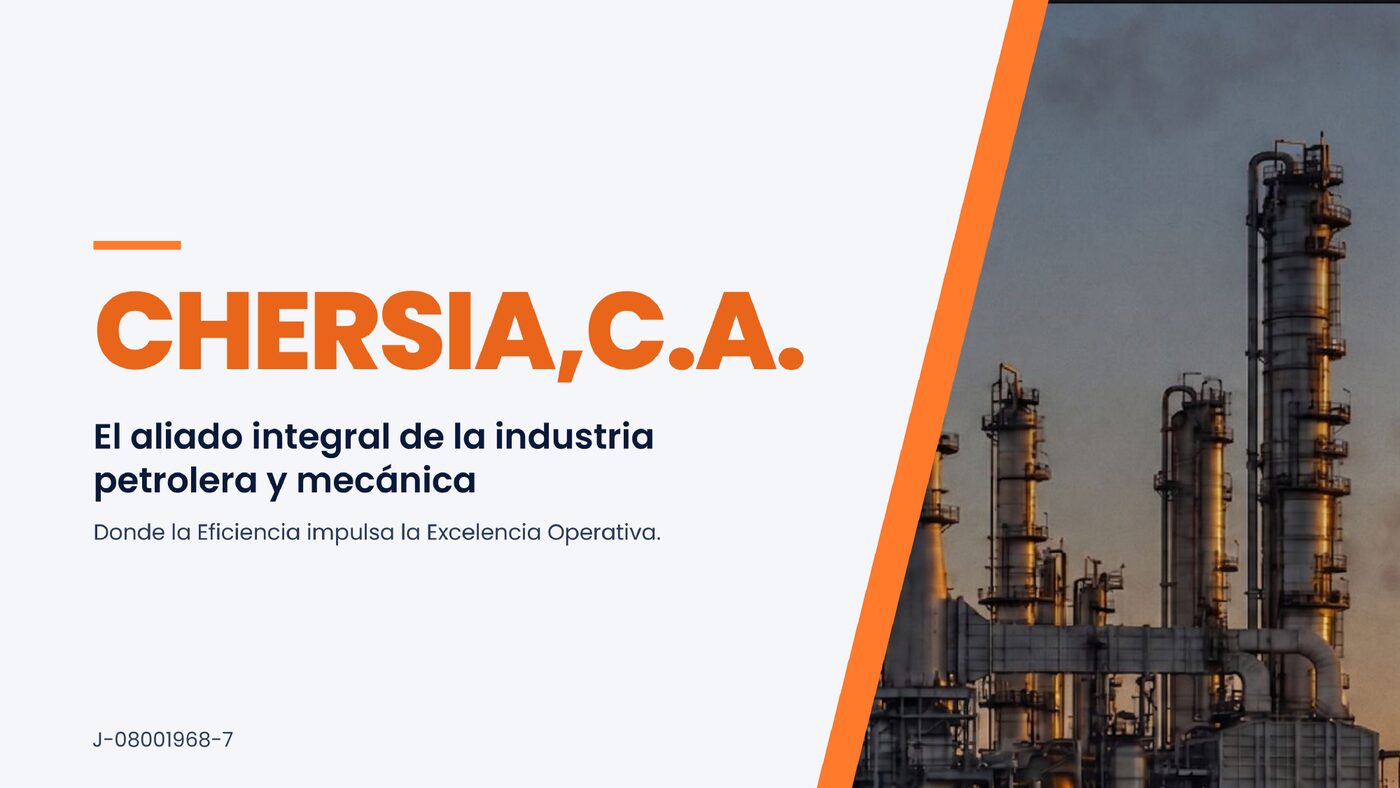 CHERSIA,C.A.
El aliado integral de la industria
petrolera y mecánica
Donde la Eficiencia impulsa la Excelencia Operativa.
J-08001968-7